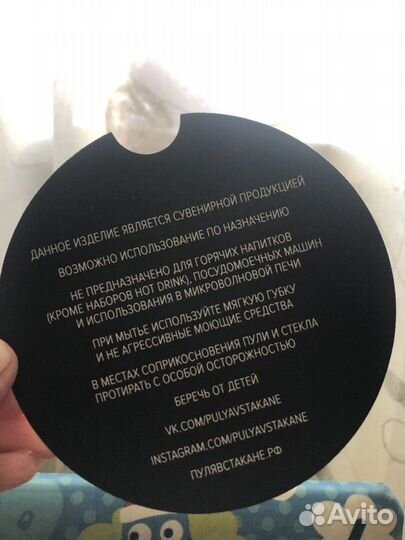 ДАННОЕ ИЗДЕЛИЕ ЯВЛЯЕТСЯ СУВЕНИРНОЙ ПРОДУКЦИЕЙ
ВОЗМОЖНО ИСПОЛЬЗОВАНИЕ ПО НАЗНАЧЕНИЮ
НЕ ПРЕДНАЗНАЧЕНО ДЛЯ ГОРЯЧИХ НАПИТКОВ
(КРОМЕ НАБОРОВ HOT DRINK), ПОСУДОМОЕЧНЫХ МАШИН
И ИСПОЛЬЗОВАНИЯ В МИКРОВОЛНОВОЙ ПЕЧИ
ПРИ МЫТЬЕ ИСПОЛЬЗУЙТЕ МЯГКУЮ ГУБКУ
И НЕ АГРЕССИВНЫЕ МОЮЩИЕ СРЕДСТВА
В МЕСТАХ СОПРИКОСНОВЕНИЯ ПУЛИ И СТЕКЛА
ПРОТИРАТЬ С ОСОБОЙ ОСТОРОЖНОСТЬЮ
БЕРЕЧЬ ОТ ДЕТЕЙ
VK.COM/PULYAVSTAKANE
INSTAGRAM.COM/PULYAVSTAKANE
ПУЛЯВСТАКАНЕ.РФ
Avito